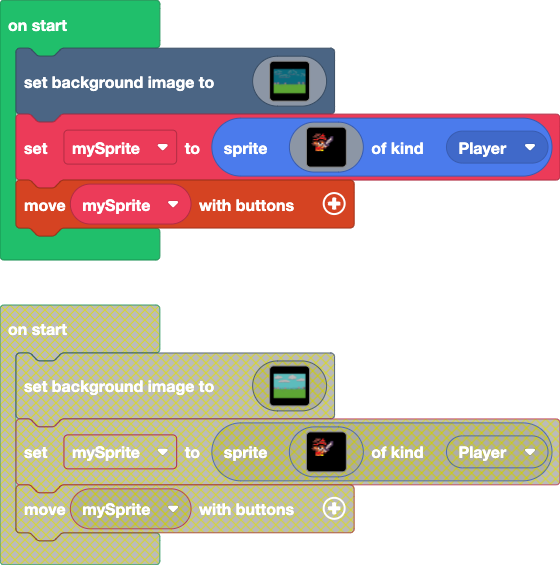 on start
set background image to
set mySprite to sprite of kind Player
move mySprite with buttons
on start
set background image to
set mySprite to sprite of kind Player
move mySprite with buttons